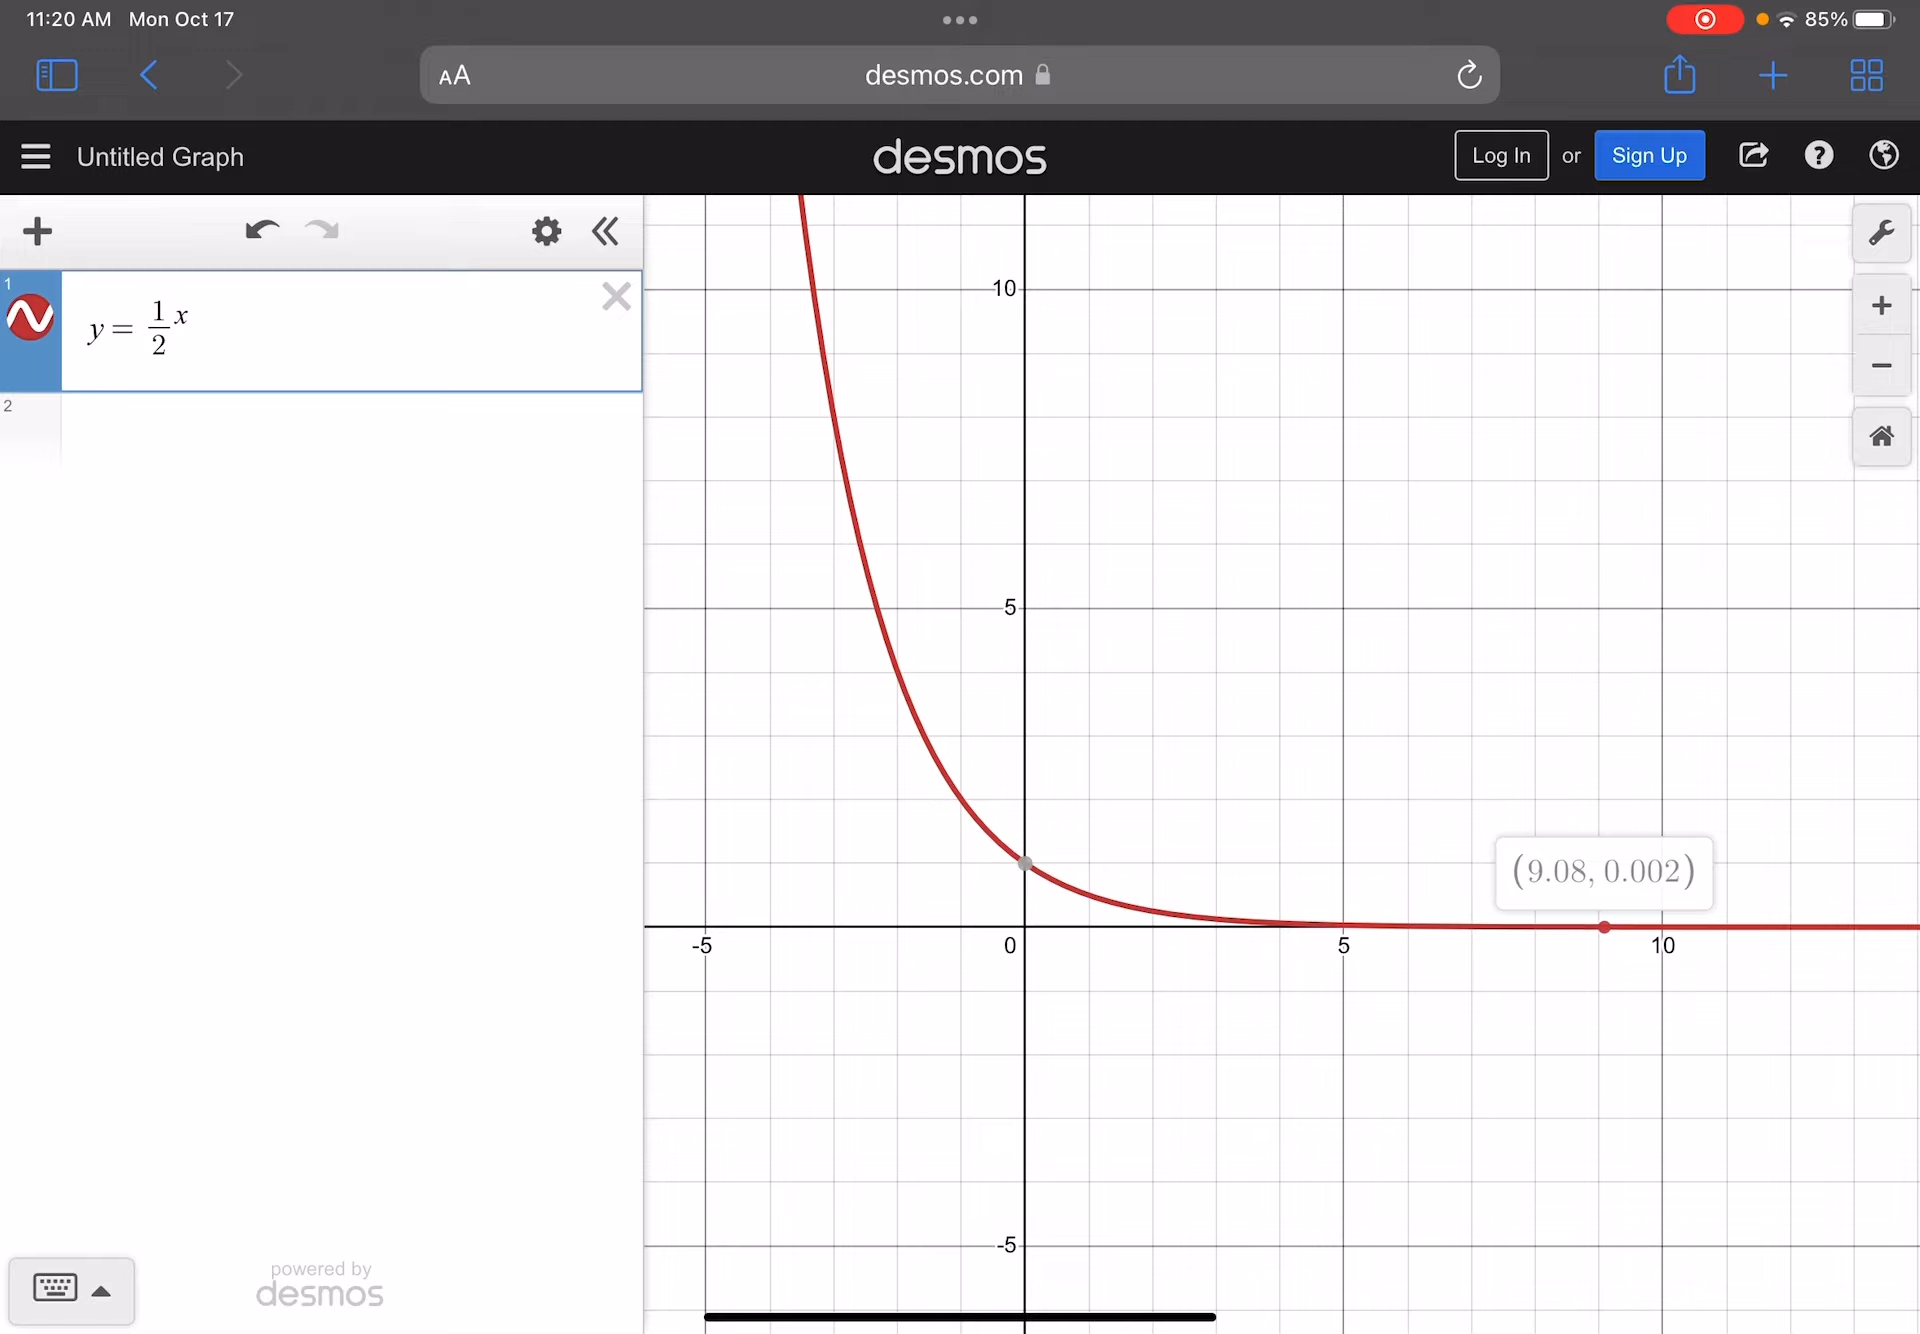 11:20 AM Mon Oct 17
85%
AA desmos.com
Untitled Graph
desmos
Log In or Sign Up
1
y = 1/2^x
2
10
5
(9.08, 0.002)
-5 0 5 10
-5
powered by
desmos